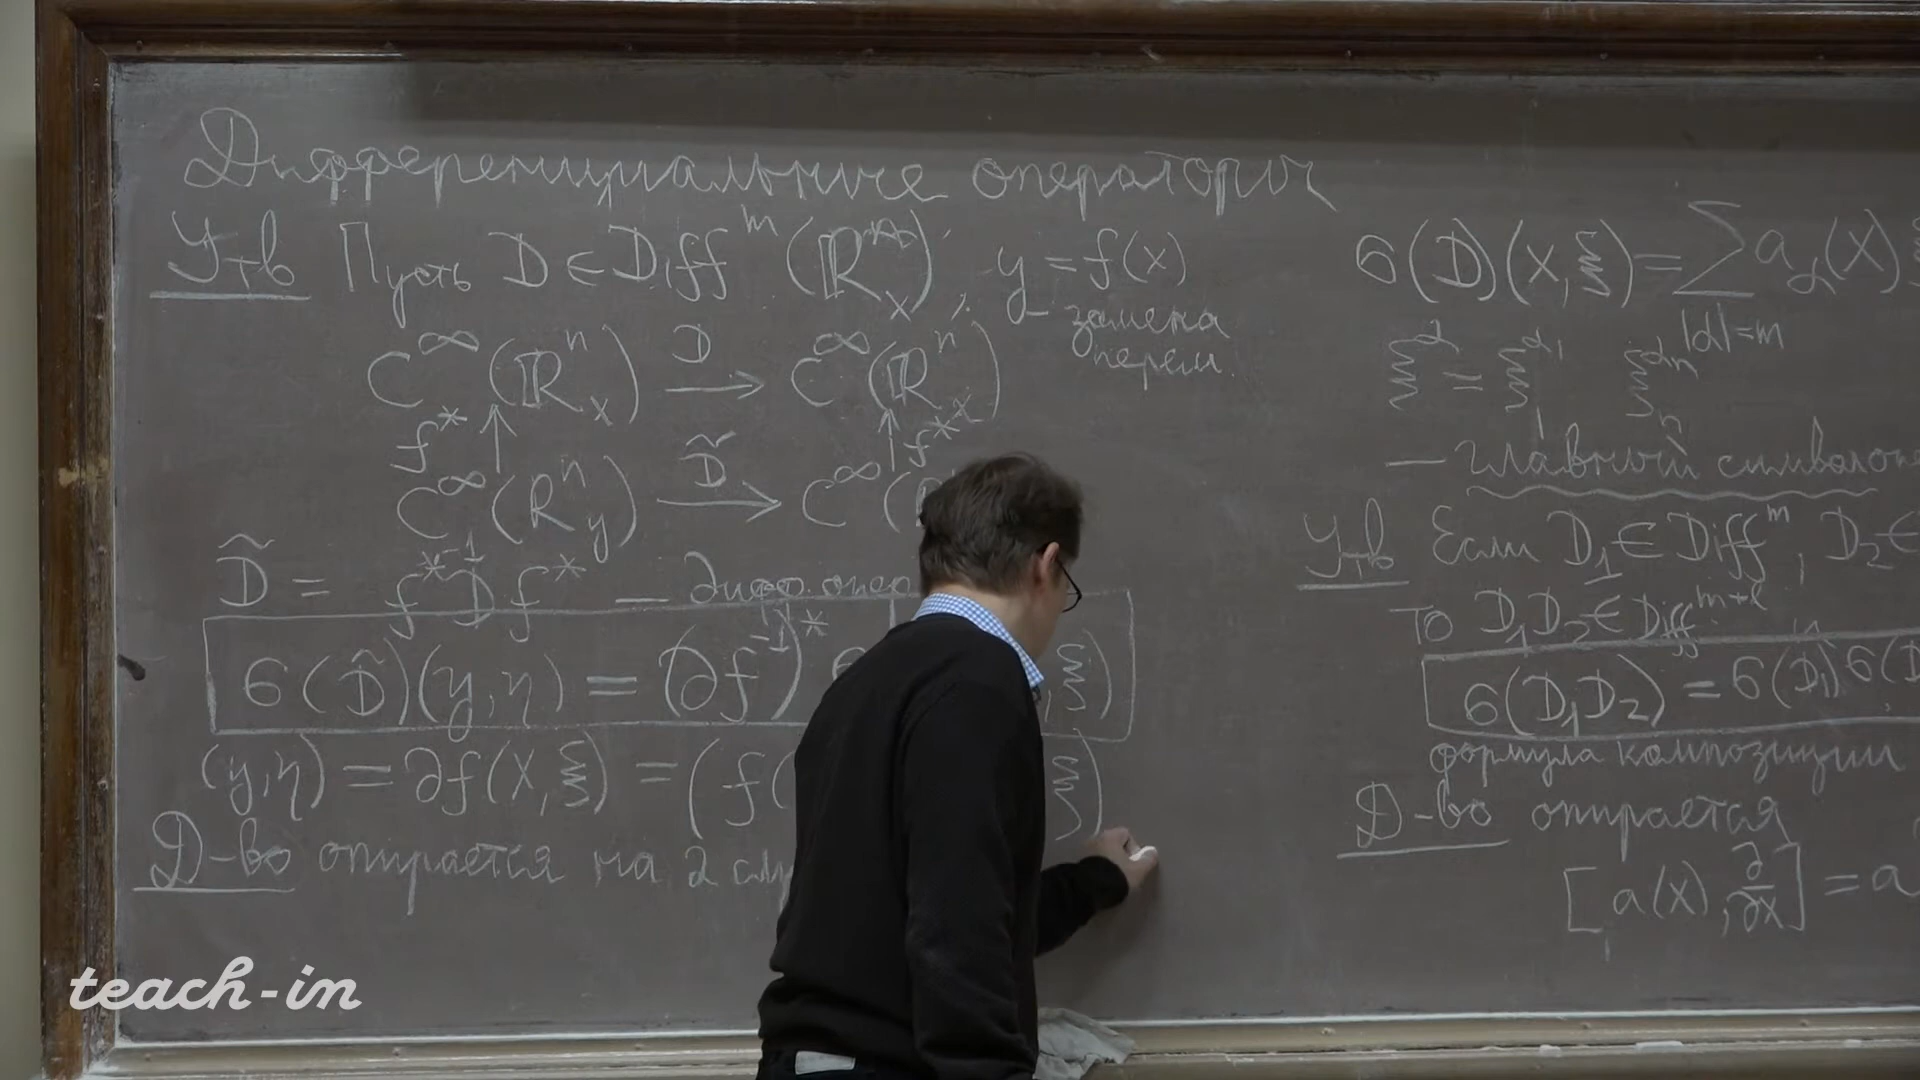 Дифференциальные операторы
Утв Пусть D ∈ Diff^m (ℝ^n_x), y = f(x)
– замена
перем.
C^∞(ℝ^n_x) →^D C^∞(ℝ^n_x)
f^* ↑ ↑ f^*
C^∞(R^n_y) →^D̃ C^∞(
D̃ = f^{*-1} D f^* — дифф. опер
σ(D̃)(y,η) = (∂f^{-1})^* ξ)
(y,η) = ∂f(x,ξ) = (f( ξ)
Д-во опирается на 2
σ(D)(x,ξ) = ∑_{|α|=m} a_α(x)ξ
ξ^α = ξ_1^{α_1} ξ_n^{α_n}
— главный символ
Утв Если D_1 ∈ Diff^m, D_2 ∈
то D_1D_2 ∈ Diff^{m+l}
σ(D_1D_2) = σ(D_1)σ(D
формула композиции
Д-во опирается
[a(x), ∂/∂x] = a
teach-in